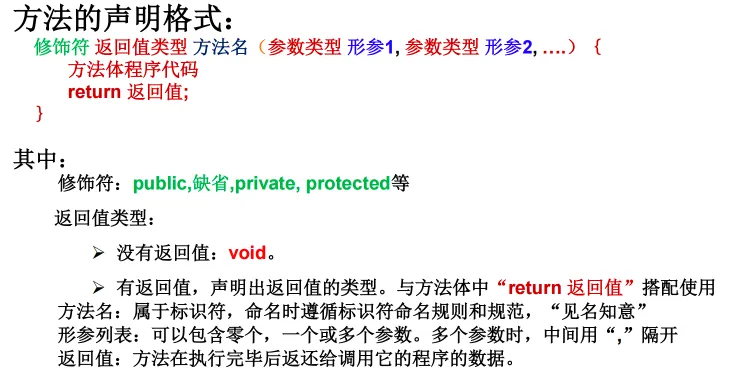 方法的声明格式：
修饰符 返回值类型 方法名（参数类型 形参1, 参数类型 形参2, ....）｛
方法体程序代码
return 返回值;
｝
其中：
修饰符：public,缺省,private, protected等
返回值类型：
➢ 没有返回值：void。
➢ 有返回值，声明出返回值的类型。与方法体中“return 返回值”搭配使用
方法名：属于标识符，命名时遵循标识符命名规则和规范，“见名知意”
形参列表：可以包含零个，一个或多个参数。多个参数时，中间用“,”隔开
返回值：方法在执行完毕后返还给调用它的程序的数据。